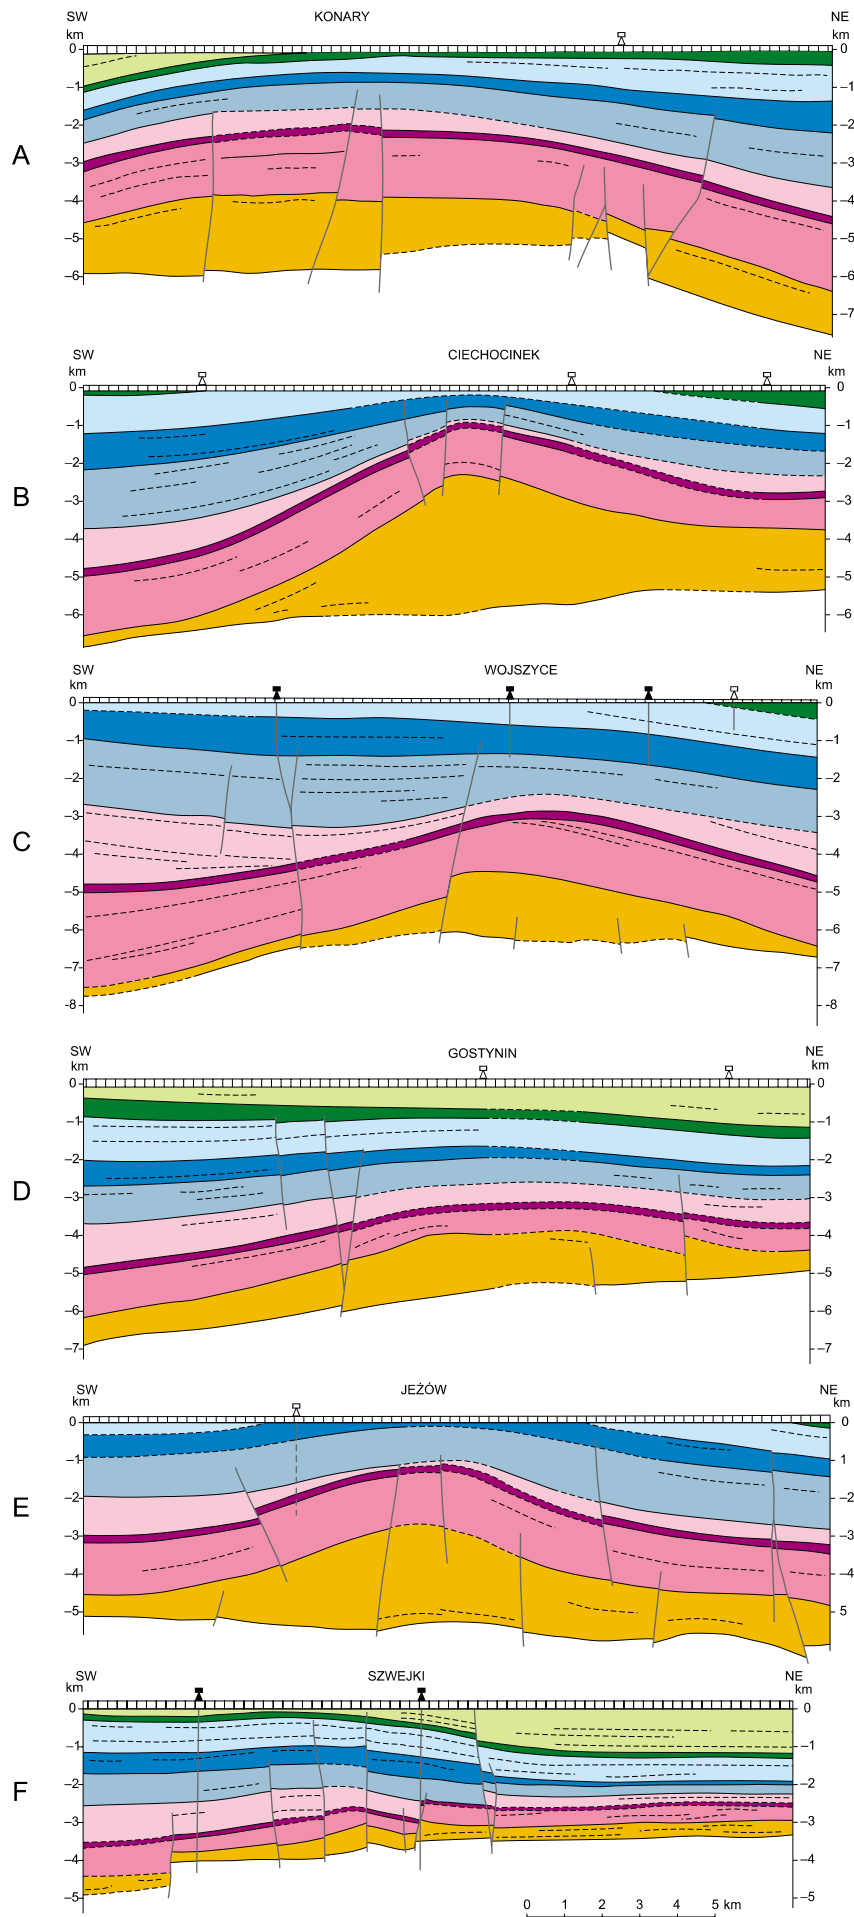 SW KONARY NE
km km
0 0
–1 –1
–2 –2
A
–3 –3
–4 –4
–5 –5
–6 –6
–7
SW CIECHOCINEK NE
km km
0 0
–1 –1
–2 –2
B
–3 –3
–4 –4
–5 –5
–6 –6
SW WOJSZYCE NE
km km
0 0
–1 –1
–2 –2
–3 –3
C
–4 –4
–5 –5
–6 –6
–7 –7
-8 -8
SW GOSTYNIN NE
km km
0 0
–1 –1
–2 –2
D
–3 –3
–4 –4
–5 –5
–6 –6
–7 –7
SW JEŻÓW NE
km km
0 0
–1 –1
–2 –2
E
–3 –3
–4 –4
–5 5
SW SZWEJKI NE
km km
0 0
–1 –1
–2 –2
F
–3 –3
–4 –4
–5 –5
0 1 2 3 4 5 km